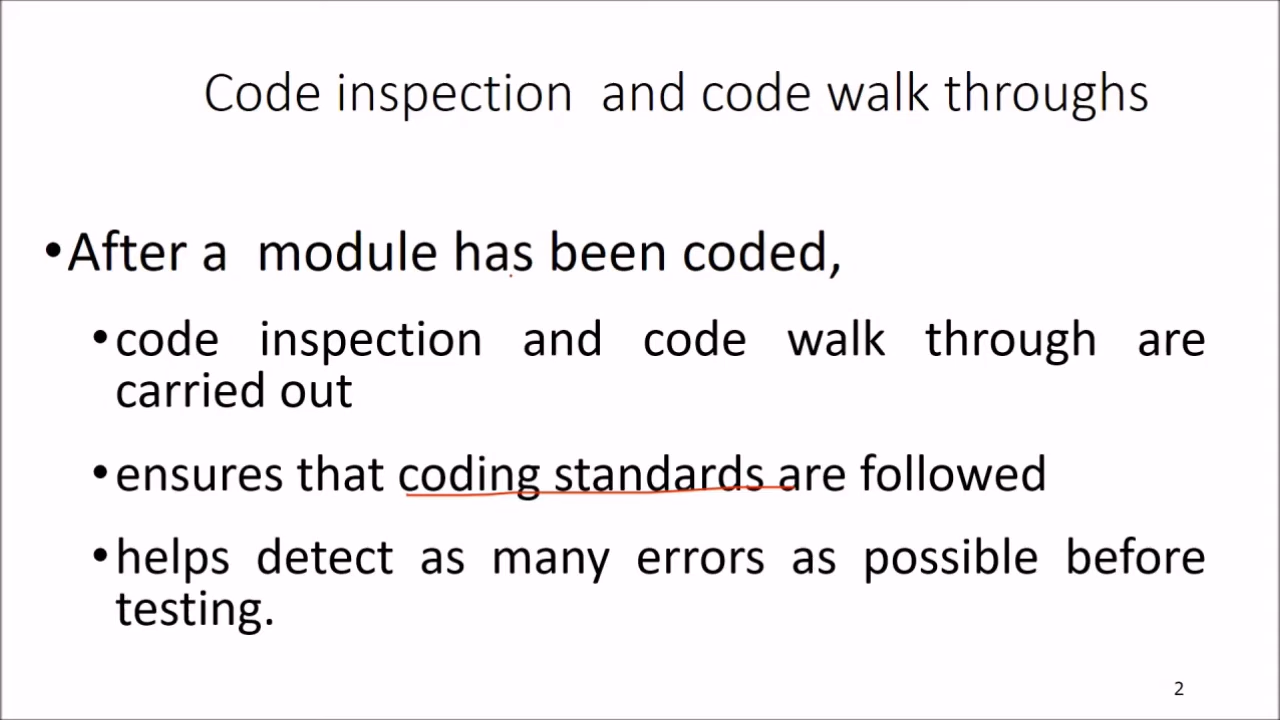 Code inspection and code walk throughs
•After a module has been coded,
•code inspection and code walk through are
carried out
•ensures that coding standards are followed
•helps detect as many errors as possible before
testing.
2